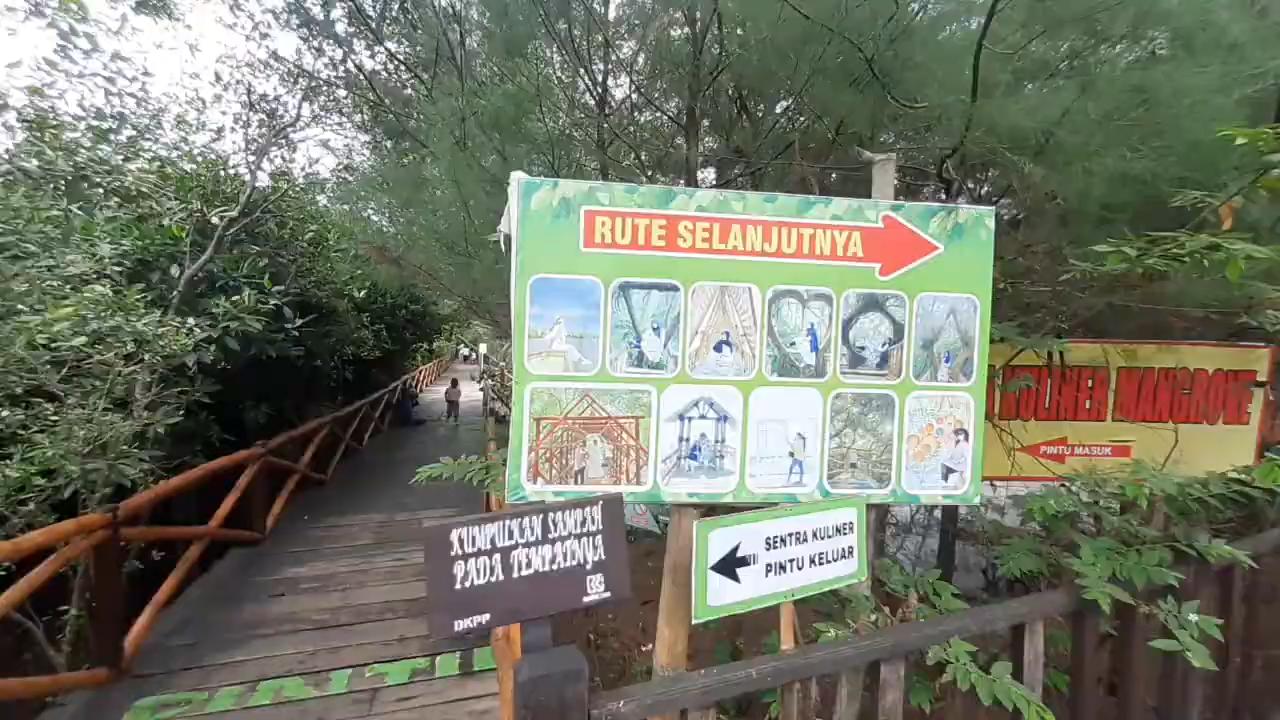 RUTE SELANJUTNYA
KULINER MANGROVE
PINTU MASUK
KUMPULKAN SAMPAH
PADA TEMPATNYA
DKPP
SENTRA KULINER
PINTU KELUAR